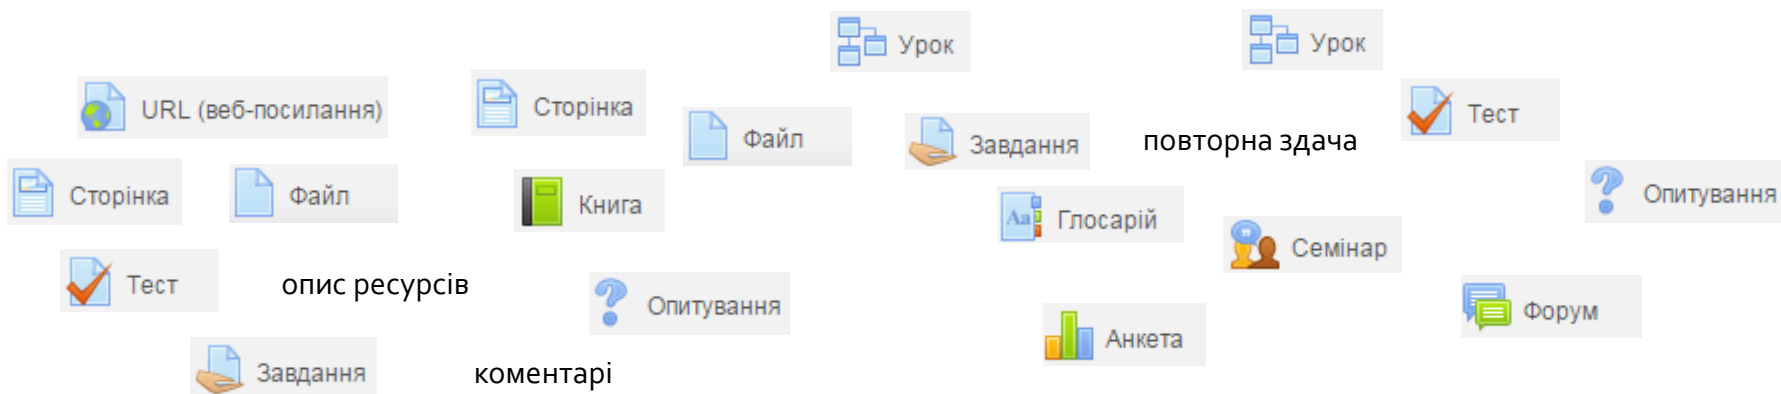 Урок
Урок
URL (веб-посилання)
Сторінка
Файл
Завдання
повторна здача
Тест
Сторінка
Файл
Книга
Aa
Глосарій
Опитування
Семінар
Тест
опис ресурсів
Опитування
Форум
Анкета
Завдання
коментарі